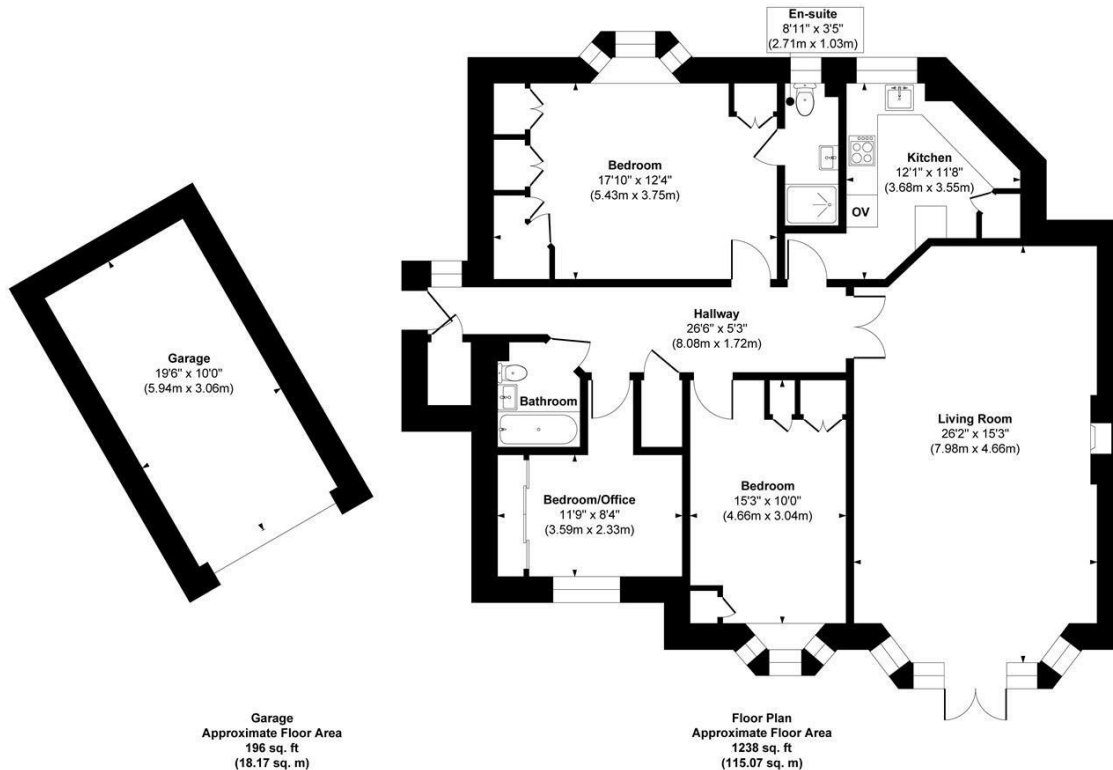 En-suite
8'11" x 3'5"
(2.71m x 1.03m)
Bedroom
17'10" x 12'4"
(5.43m x 3.75m)
Kitchen
12'1" x 11'8"
(3.68m x 3.55m)
OV
Hallway
26'6" x 5'3"
(8.08m x 1.72m)
Garage
19'6" x 10'0"
(5.94m x 3.06m)
Bathroom
Living Room
26'2" x 15'3"
(7.98m x 4.66m)
Bedroom/Office
11'9" x 8'4"
(3.59m x 2.33m)
Bedroom
15'3" x 10'0"
(4.66m x 3.04m)
Garage
Approximate Floor Area
196 sq. ft
(18.17 sq. m)
Floor Plan
Approximate Floor Area
1238 sq. ft
(115.07 sq. m)